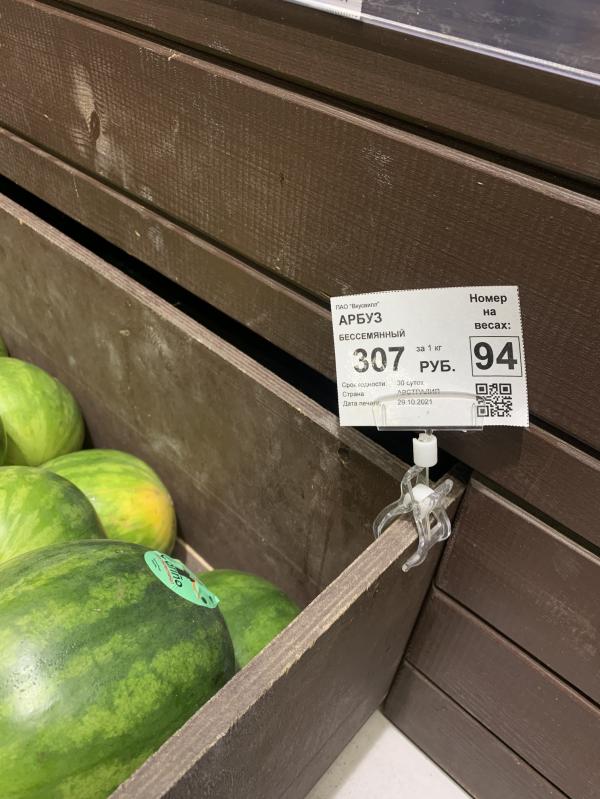 ПАО "Вкусвилл"
АРБУЗ
БЕССЕМЯННЫЙ
307 за 1 кг РУБ.
Срок годности: 30 суток
Страна
Дата печати: 29.10.2021
Номер
на
весах:
94